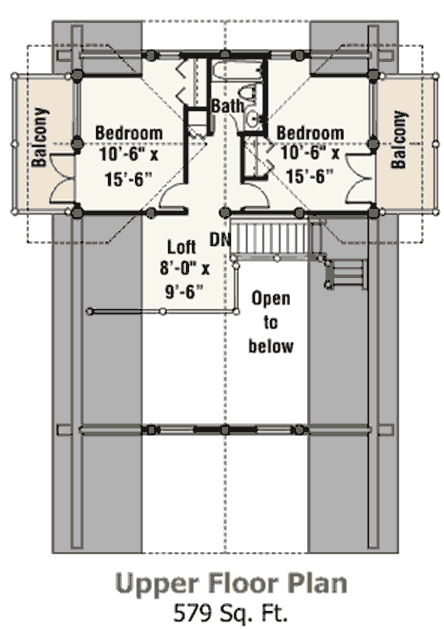 Balcony
Bedroom
10'-6" x
15'-6"
Bath
Bedroom
10'-6" x
15'-6"
Balcony
Loft
8'-0" x
9'-6"
DN
Open
to
below
Upper Floor Plan
579 Sq. Ft.